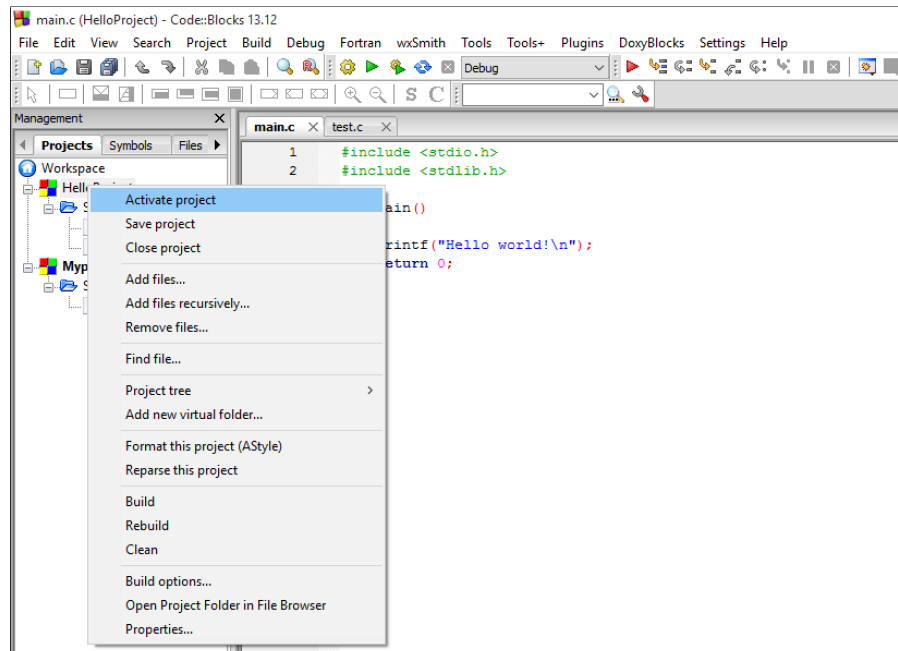 main.c (HelloProject) - Code::Blocks 13.12
File Edit View Search Project Build Debug Fortran wxSmith Tools Tools+ Plugins DoxyBlocks Settings Help
Debug
S C
Management
main.c test.c
Projects Symbols Files
1 #include <stdio.h>
2 #include <stdlib.h>
Workspace
Activate project
Save project
ain()
Close project
rintf("Hello world!\n");
Myp
eturn 0;
Add files...
Add files recursively...
Remove files...
Find file...
Project tree
Add new virtual folder...
Format this project (AStyle)
Reparse this project
Build
Rebuild
Clean
Build options...
Open Project Folder in File Browser
Properties...